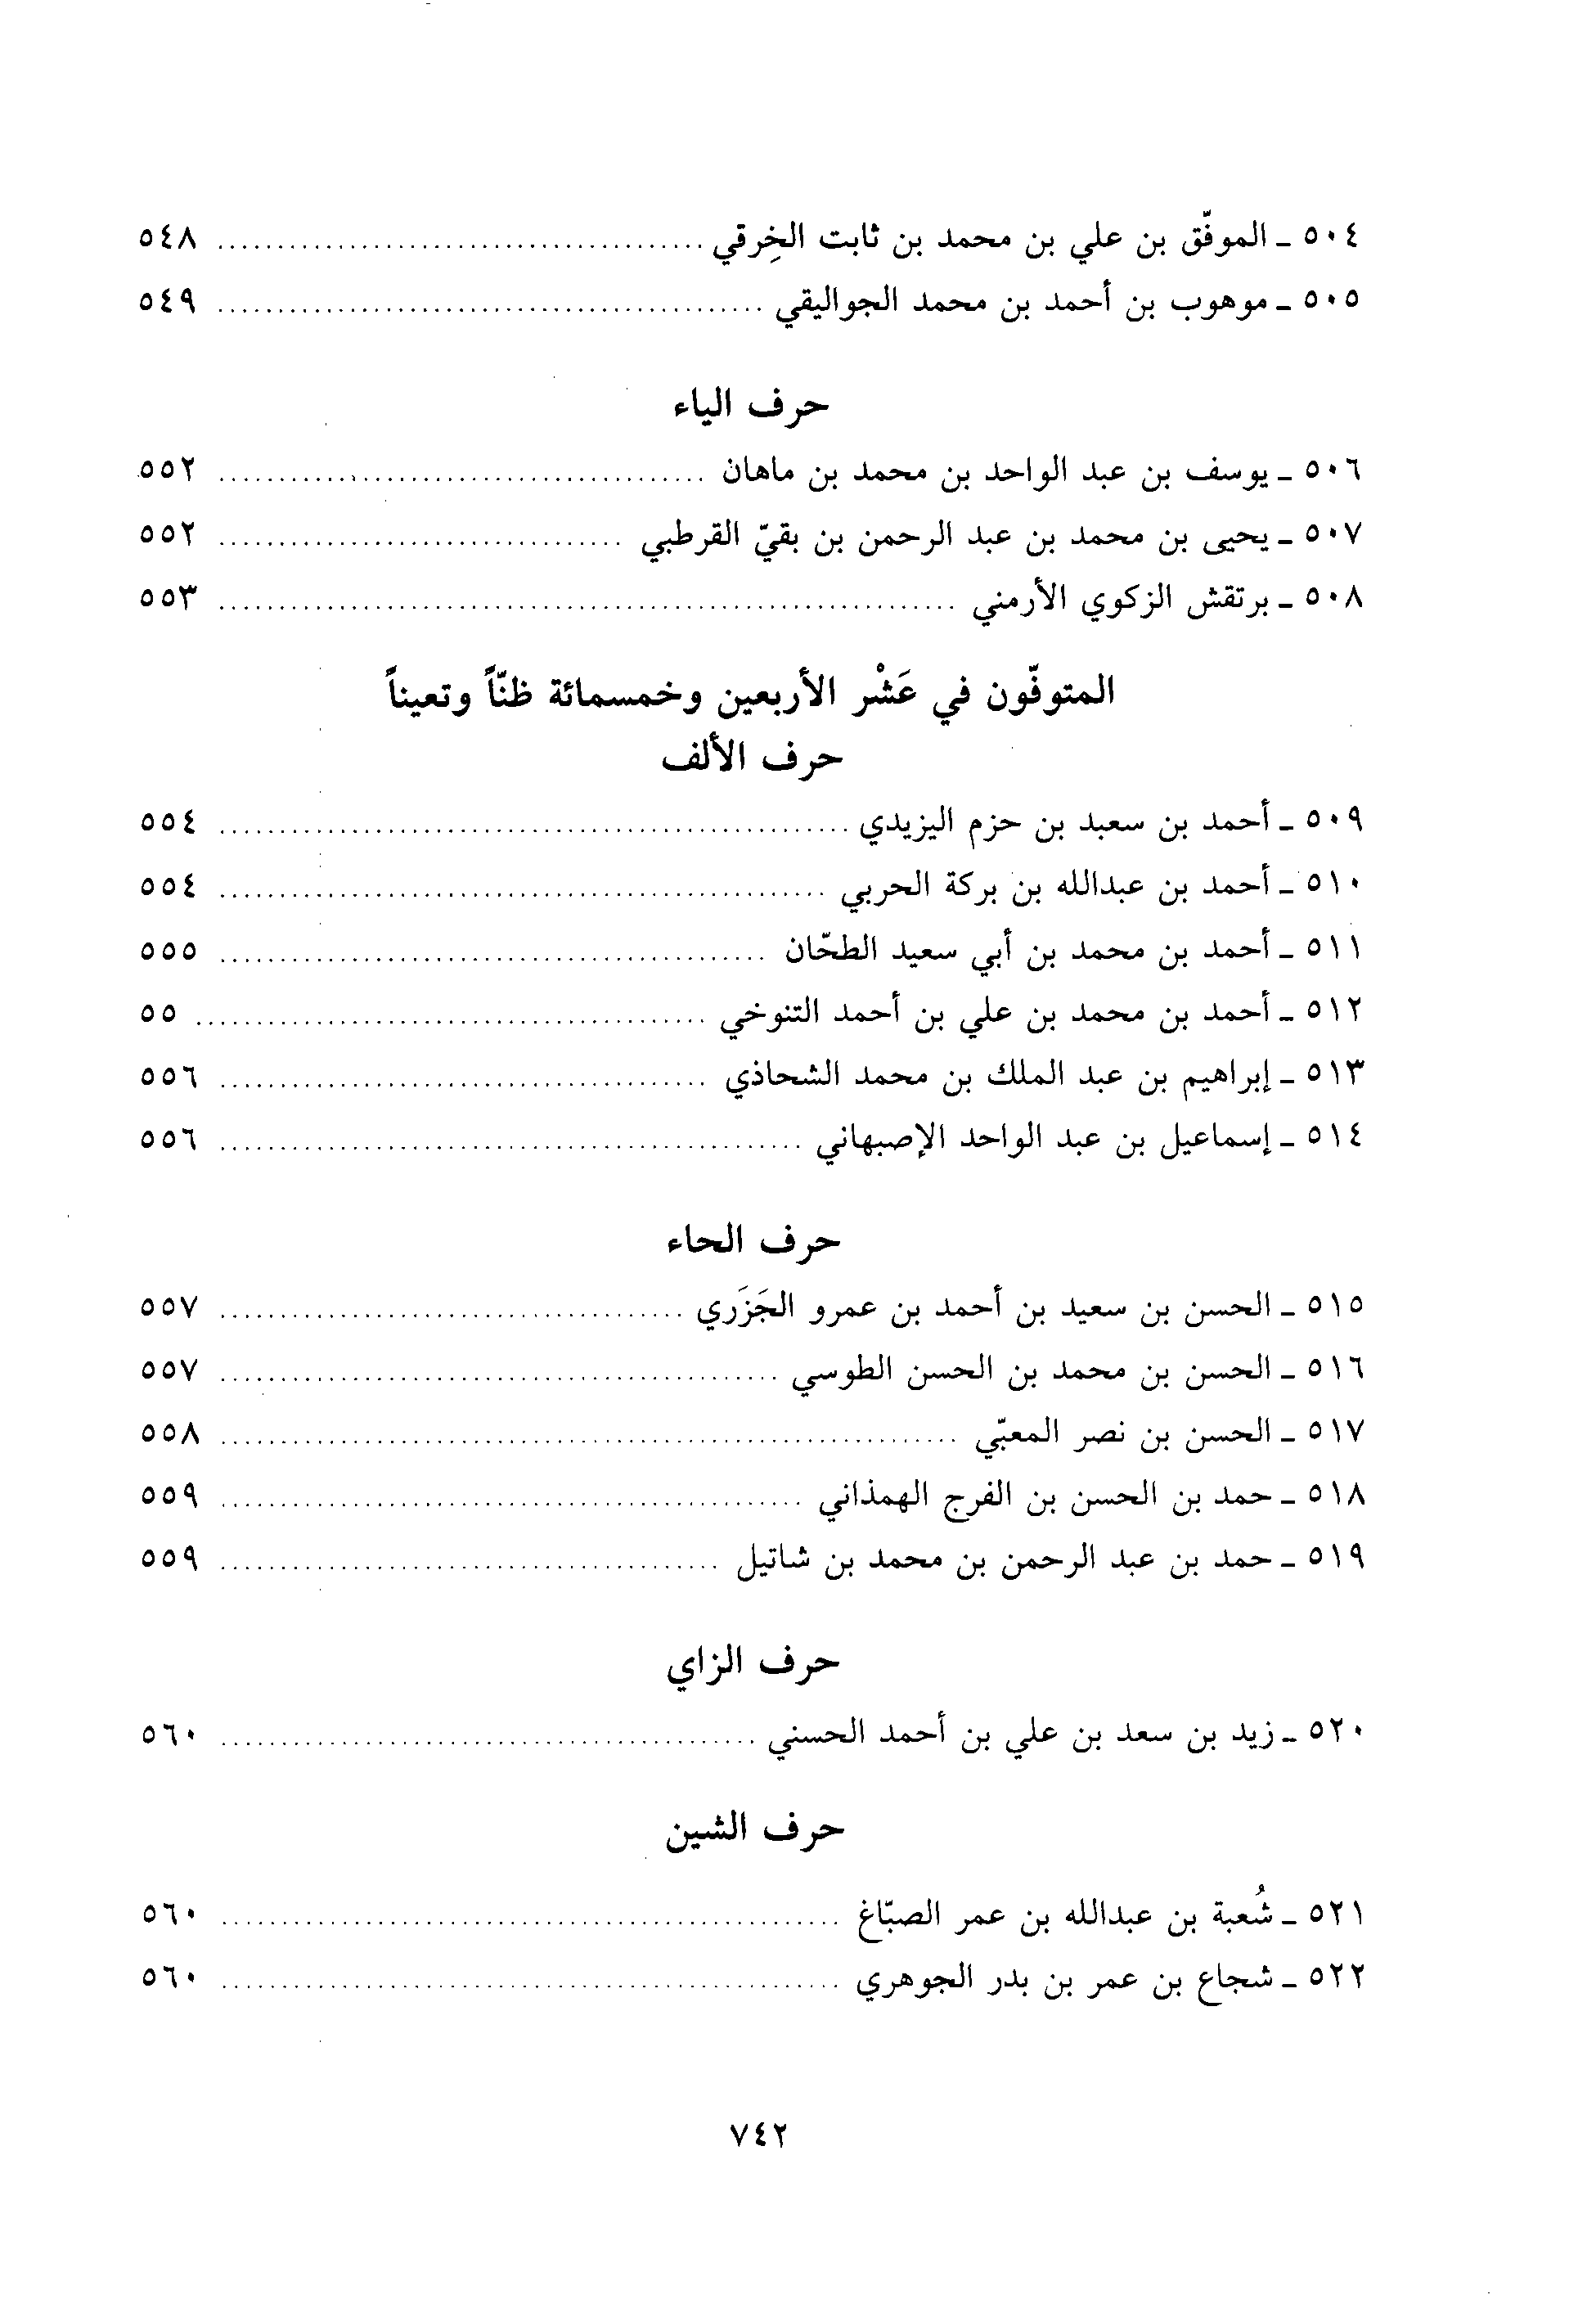 ٥٠٤ ـ الموفّق بن علي بن محمد بن ثابت الخِرقي ........................................ ٥٤٨
٥٠٥ ـ موهوب بن أحمد بن محمد الجواليقي ............................................. ٥٤٩
حرف الياء
٥٠٦ ـ يوسف بن عبد الواحد بن محمد بن ماهان ........................................ ٥٥٢
٥٠٧ ـ يحيى بن محمد بن عبد الرحمن بن بقيّ القرطبي ................................. ٥٥٢
٥٠٨ ـ برتقش الزكوي الأرمني ............................................................. ٥٥٣
المتوفّون في عَشْر الأربعين وخمسمائة ظنّاً وتعيناً
حرف الألف
٥٠٩ ـ أحمد بن سعبد بن حزم اليزيدي .................................................... ٥٥٤
٥١٠ ـ أحمد بن عبدالله بن بركة الحربي .................................................. ٥٥٤
٥١١ ـ أحمد بن محمد بن أبي سعيد الطحّان ............................................. ٥٥٥
٥١٢ ـ أحمد بن محمد بن علي بن أحمد التنوخي .......................................... ٥٥
٥١٣ ـ إبراهيم بن عبد الملك بن محمد الشحاذي ........................................ ٥٥٦
٥١٤ ـ إسماعيل بن عبد الواحد الإصبهاني ................................................ ٥٥٦
حرف الحاء
٥١٥ ـ الحسن بن سعيد بن أحمد بن عمرو الجَزَري ...................................... ٥٥٧
٥١٦ ـ الحسن بن محمد بن الحسن الطوسي .............................................. ٥٥٧
٥١٧ ـ الحسن بن نصر المعبّي ............................................................. ٥٥٨
٥١٨ ـ حمد بن الحسن بن الفرج الهمذاني ................................................ ٥٥٩
٥١٩ ـ حمد بن عبد الرحمن بن محمد بن شاتيل ......................................... ٥٥٩
حرف الزاي
٥٢٠ ـ زيد بن سعد بن علي بن أحمد الحسني ............................................ ٥٦٠
حرف الشين
٥٢١ ـ شُعبة بن عبدالله بن عمر الصبّاغ ................................................... ٥٦٠
٥٢٢ ـ شجاع بن عمر بن بدر الجوهري ................................................... ٥٦٠
٧٤٢